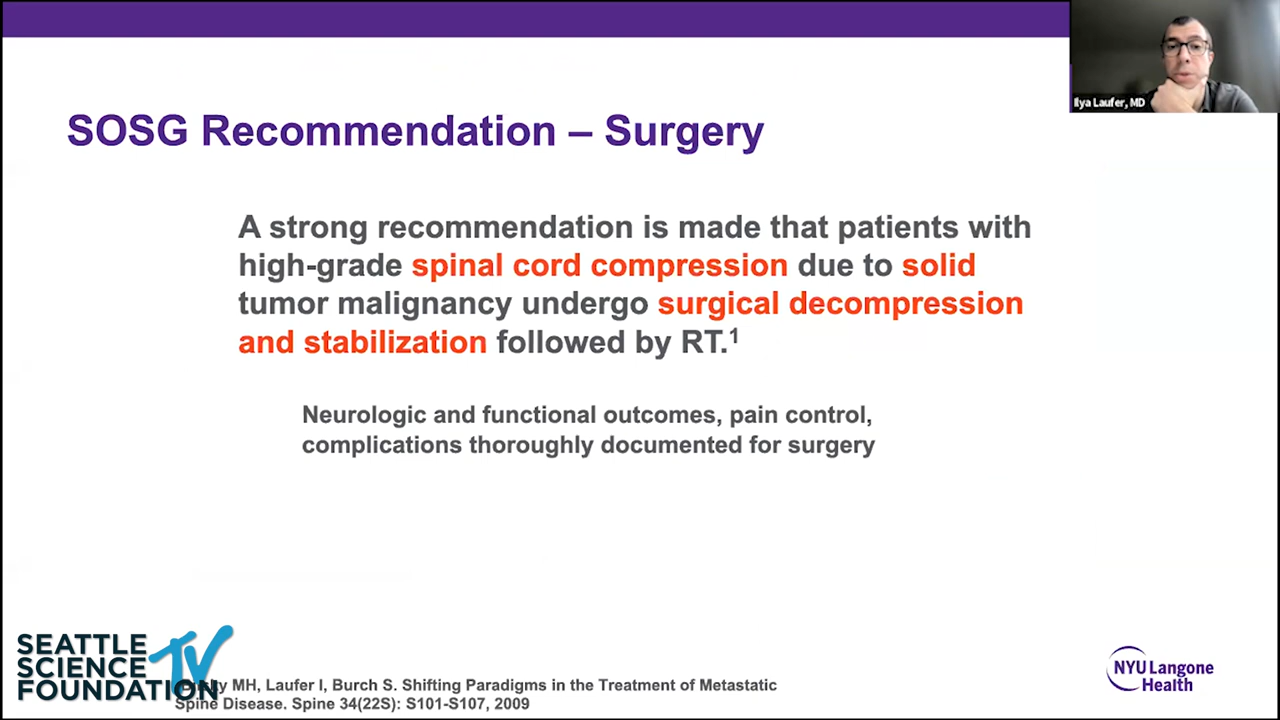 Ilya Laufer, MD
SOSG Recommendation – Surgery
A strong recommendation is made that patients with
high-grade spinal cord compression due to solid
tumor malignancy undergo surgical decompression
and stabilization followed by RT.¹
Neurologic and functional outcomes, pain control,
complications thoroughly documented for surgery
SEATTLE
SCIENCE
FOUNDATION
TV
MH, Laufer I, Burch S. Shifting Paradigms in the Treatment of Metastatic
Spine Disease. Spine 34(22S): S101-S107, 2009
NYU Langone
Health